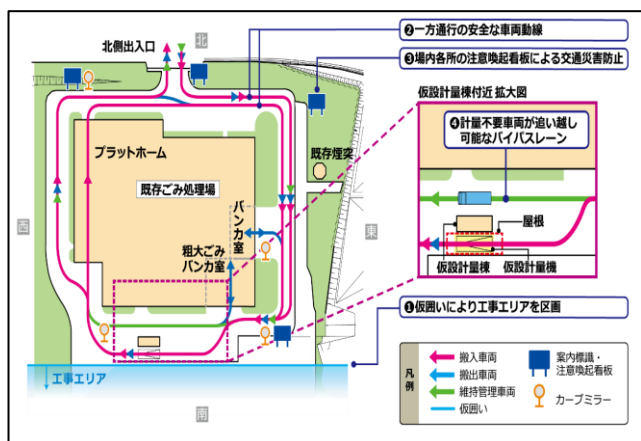 北側出入口
北
❷一方通行の安全な車両動線
❸場内各所の注意喚起看板による交通災害防止
仮設計量棟付近 拡大図
❹計量不要車両が追い越し
可能なバイパスレーン
プラットホーム
既存煙突
既存ごみ処理場
西
東
バンカ室
粗大ごみ
バンカ室
屋根
仮設計量棟
仮設計量機
❶仮囲いにより工事エリアを区画
工事エリア
南
凡例
搬入車両
搬出車両
維持管理車両
仮囲い
案内標識・
注意喚起看板
カーブミラー